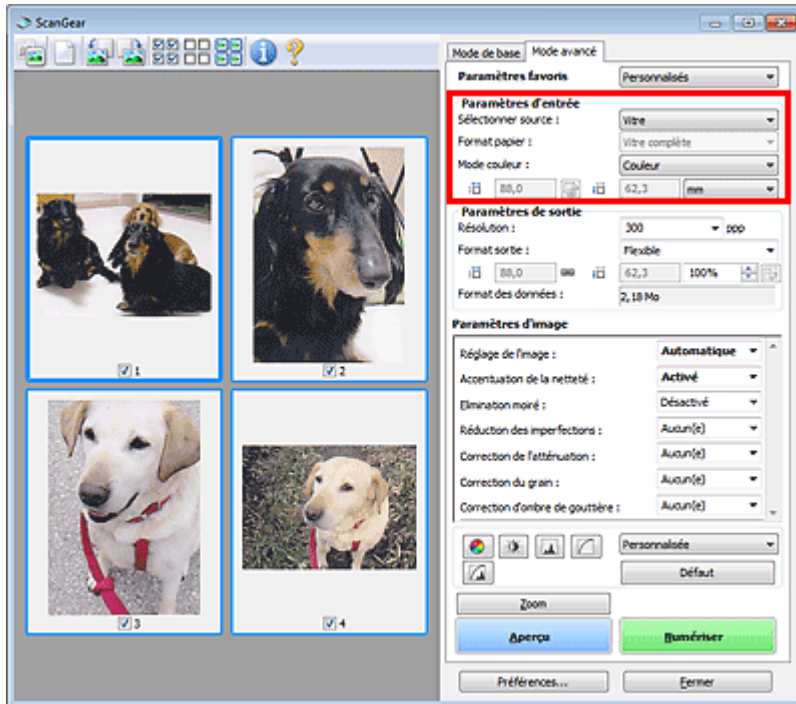 ScanGear
Mode de base Mode avancé
Paramètres favoris Personnalisés
Paramètres d'entrée
Sélectionner source : Vitre
Format papier : Vitre complète
Mode couleur : Couleur
88,0 62,3 mm
Paramètres de sortie
Résolution : 300 ppp
Format sortie : Flexible
88,0 62,3 100%
Format des données : 2,18 Mo
Paramètres d'image
Réglage de l'image : Automatique
Accentuation de la netteté : Activé
Elimination moiré : Désactivé
Réduction des imperfections : Aucun(e)
Correction de l'atténuation : Aucun(e)
Correction du grain : Aucun(e)
Correction d'ombre de gouttière : Aucun(e)
Personnalisée
Défaut
Zoom
Aperçu Numériser
Préférences... Fermer
1 2
3 4